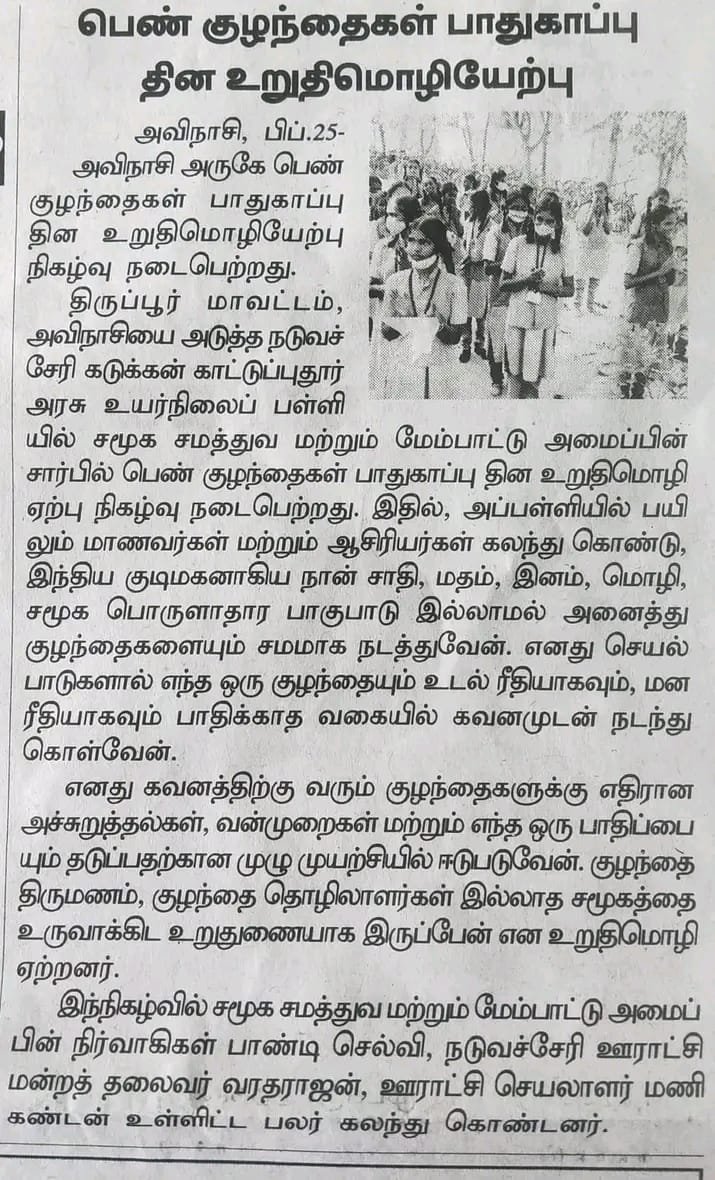 பெண் குழந்தைகள் பாதுகாப்பு
தின உறுதிமொழியேற்பு
அவிநாசி, பிப்.25-
அவிநாசி அருகே பெண்
குழந்தைகள் பாதுகாப்பு
தின உறுதிமொழியேற்பு
நிகழ்வு நடைபெற்றது.
திருப்பூர் மாவட்டம்,
அவிநாசியை அடுத்த நடுவச்
சேரி கடுக்கன் காட்டுப்புதூர்
அரசு உயர்நிலைப் பள்ளி
யில் சமூக சமத்துவ மற்றும் மேம்பாட்டு அமைப்பின்
சார்பில் பெண் குழந்தைகள் பாதுகாப்பு தின உறுதிமொழி
ஏற்பு நிகழ்வு நடைபெற்றது. இதில், அப்பள்ளியில் பயி
லும் மாணவர்கள் மற்றும் ஆசிரியர்கள் கலந்து கொண்டு,
இந்திய குடிமகனாகிய நான் சாதி, மதம், இனம், மொழி,
சமூக பொருளாதார பாகுபாடு இல்லாமல் அனைத்து
குழந்தைகளையும் சமமாக நடத்துவேன். எனது செயல்
பாடுகளால் எந்த ஒரு குழந்தையும் உடல் ரீதியாகவும், மன
ரீதியாகவும் பாதிக்காத வகையில் கவனமுடன் நடந்து
கொள்வேன்.
எனது கவனத்திற்கு வரும் குழந்தைகளுக்கு எதிரான
அச்சுறுத்தல்கள், வன்முறைகள் மற்றும் எந்த ஒரு பாதிப்பை
யும் தடுப்பதற்கான முழு முயற்சியில் ஈடுபடுவேன். குழந்தை
திருமணம், குழந்தை தொழிலாளர்கள் இல்லாத சமூகத்தை
உருவாக்கிட உறுதுணையாக இருப்பேன் என உறுதிமொழி
ஏற்றனர்.
இந்நிகழ்வில் சமூக சமத்துவ மற்றும் மேம்பாட்டு அமைப்
பின் நிர்வாகிகள் பாண்டி செல்வி, நடுவச்சேரி ஊராட்சி
மன்றத் தலைவர் வரதராஜன், ஊராட்சி செயலாளர் மணி
கண்டன் உள்ளிட்ட பலர் கலந்து கொண்டனர்.